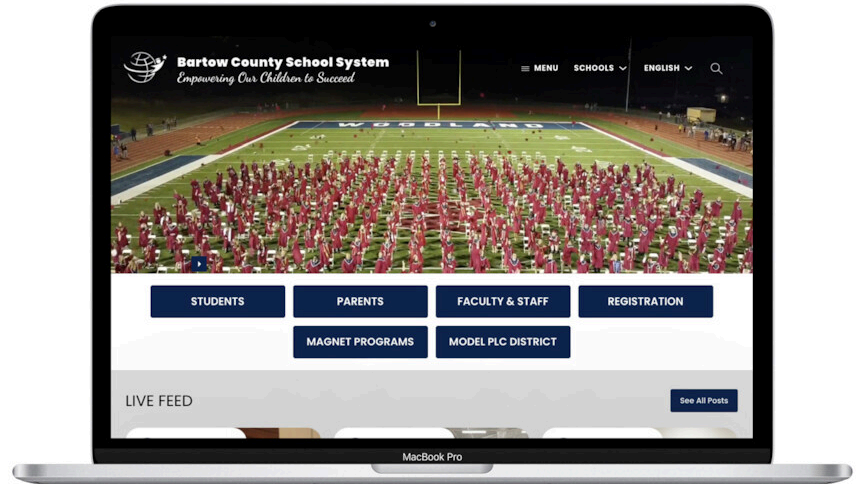 Bartow County School System
Empowering Our Children to Succeed
MENU
SCHOOLS
ENGLISH
WOODLAND
STUDENTS
PARENTS
FACULTY & STAFF
REGISTRATION
MAGNET PROGRAMS
MODEL PLC DISTRICT
LIVE FEED
See All Posts
MacBook Pro